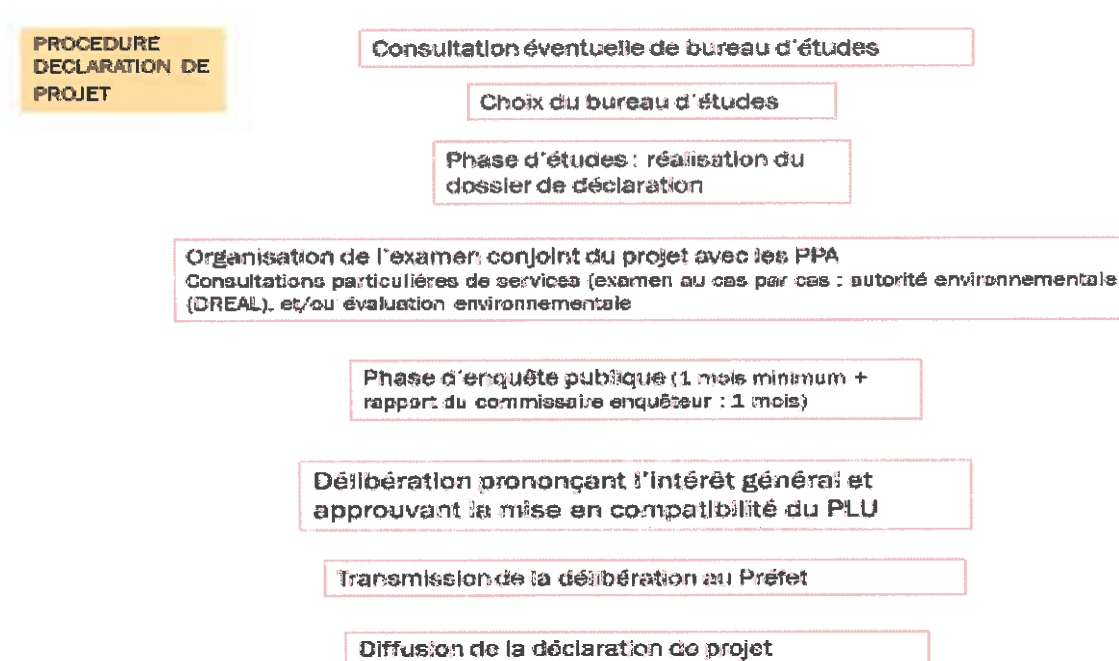 PROCEDURE
DECLARATION DE
PROJET
Consultation éventuelle de bureau d'études
Choix du bureau d'études
Phase d'études : réalisation du
dossier de déclaration
Organisation de l'examen conjoint du projet avec les PPA
Consultations particulières de services (examen au cas par cas : autorité environnementale
(DREAL), et/ou évaluation environnementale
Phase d'enquête publique (1 mois minimum +
rapport du commissaire enquêteur : 1 mois)
Délibération prononçant l'intérêt général et
approuvant la mise en compatibilité du PLU
Transmission de la délibération au Préfet
Diffusion de la déclaration de projet